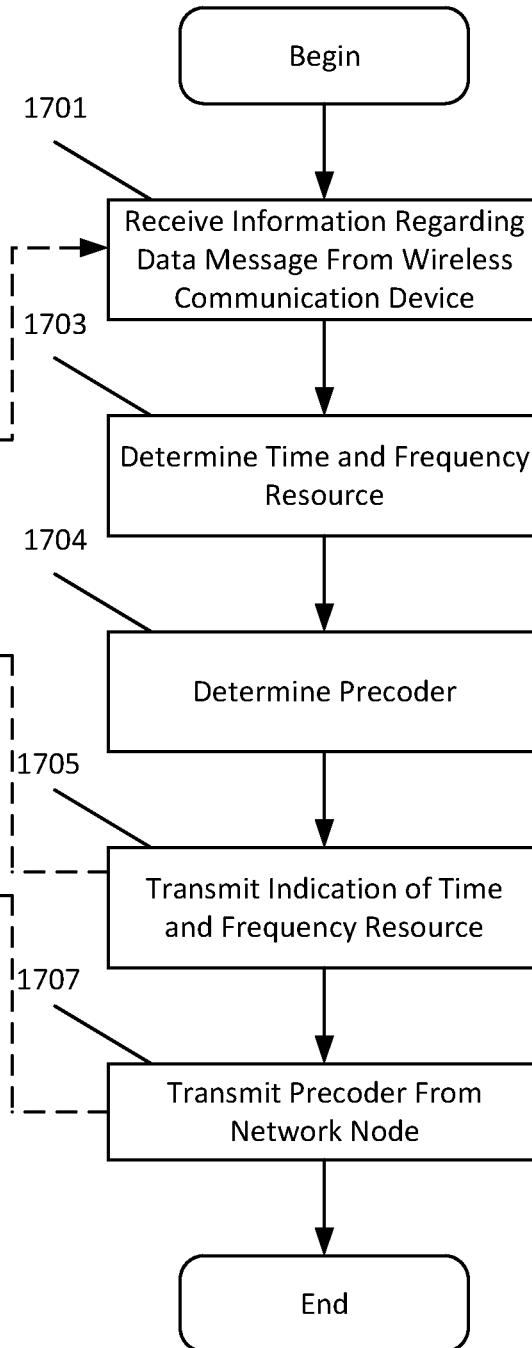 Begin
1701
Receive Information Regarding
Data Message From Wireless
Communication Device
1703
Determine Time and Frequency
Resource
1704
Determine Precoder
1705
Transmit Indication of Time
and Frequency Resource
1707
Transmit Precoder From
Network Node
End